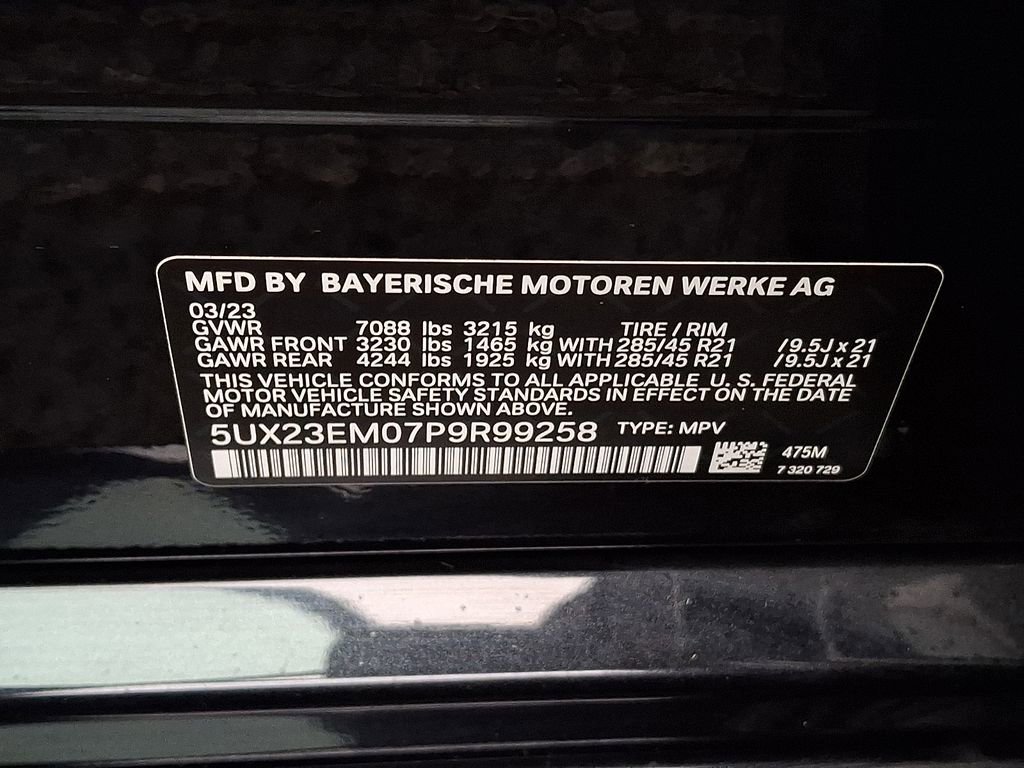 MFD BY BAYERISCHE MOTOREN WERKE AG
03/23
GVWR 7088 lbs 3215 kg TIRE / RIM
GAWR FRONT 3230 lbs 1465 kg WITH 285/45 R21 /9.5J x 21
GAWR REAR 4244 lbs 1925 kg WITH 285/45 R21 /9.5J x 21
THIS VEHICLE CONFORMS TO ALL APPLICABLE U. S. FEDERAL
MOTOR VEHICLE SAFETY STANDARDS IN EFFECT ON THE DATE
OF MANUFACTURE SHOWN ABOVE.
5UX23EM07P9R99258 TYPE: MPV
475M
7 320 729